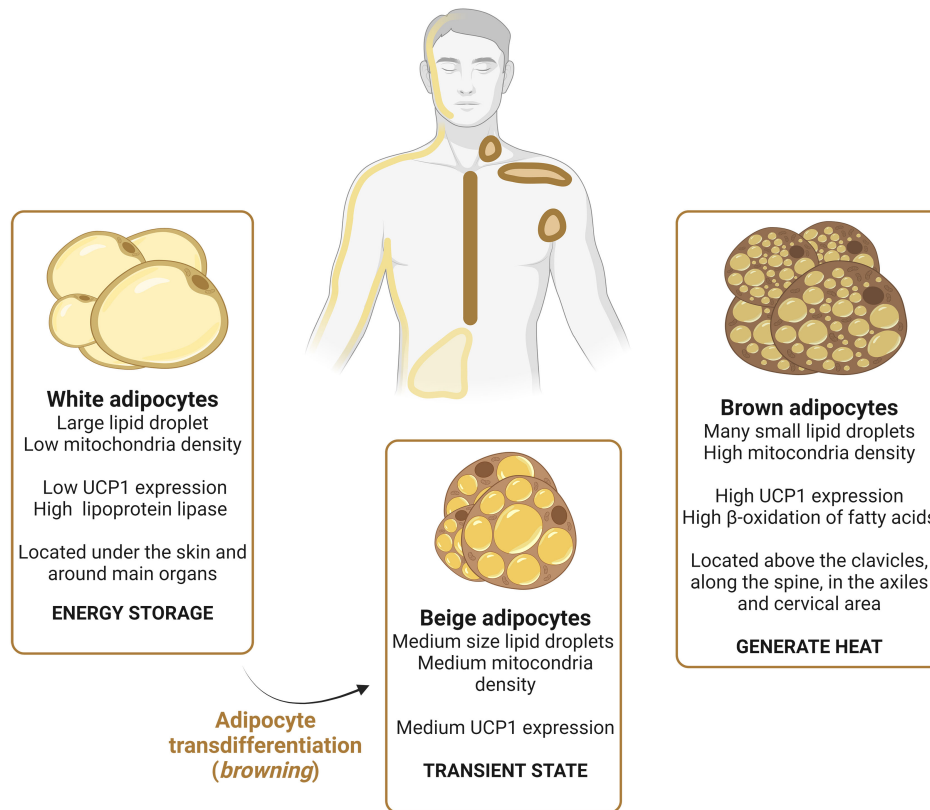 White adipocytes
Large lipid droplet
Low mitochondria density
Low UCP1 expression
High lipoprotein lipase
Located under the skin and
around main organs
ENERGY STORAGE
Adipocyte
transdifferentiation
(browning)
Beige adipocytes
Medium size lipid droplets
Medium mitocondria
density
Medium UCP1 expression
TRANSIENT STATE
Brown adipocytes
Many small lipid droplets
High mitocondria density
High UCP1 expression
High β-oxidation of fatty acids
Located above the clavicles,
along the spine, in the axiles
and cervical area
GENERATE HEAT